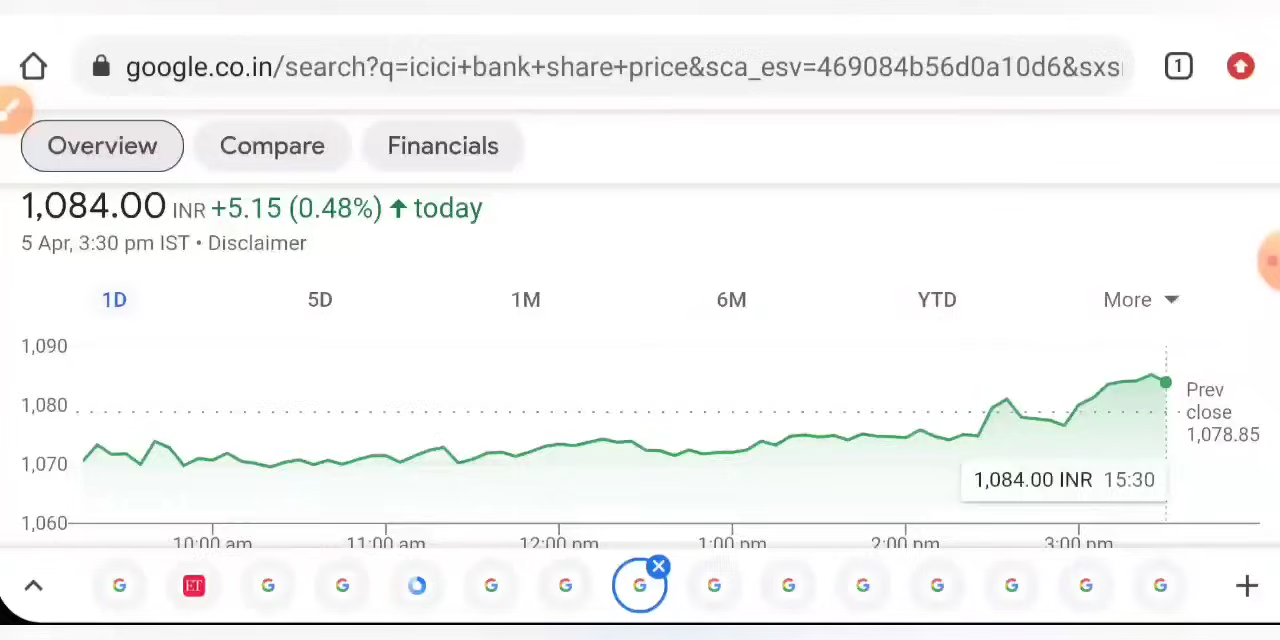 google.co.in/search?q=icici+bank+share+price&sca_esv=469084b56d0a10d6&sxs
1
Overview
Compare
Financials
1,084.00 INR +5.15 (0.48%) ↑ today
5 Apr, 3:30 pm IST • Disclaimer
1D
5D
1M
6M
YTD
More
1,090
1,080
1,070
1,060
Prev
close
1,078.85
1,084.00 INR 15:30
10:00 am
11:00 am
12:00 pm
1:00 pm
2:00 pm
3:00 pm
ET